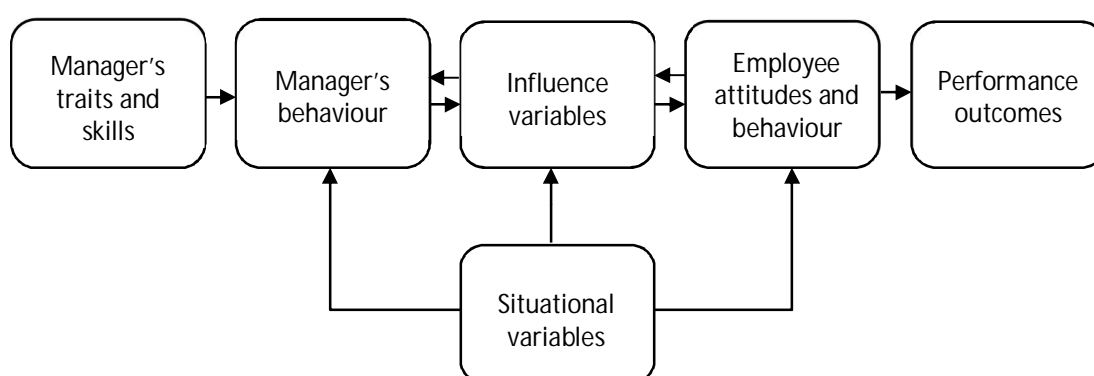 Manager’s
traits and
skills
Manager’s
behaviour
Influence
variables
Employee
attitudes and
behaviour
Performance
outcomes
Situational
variables